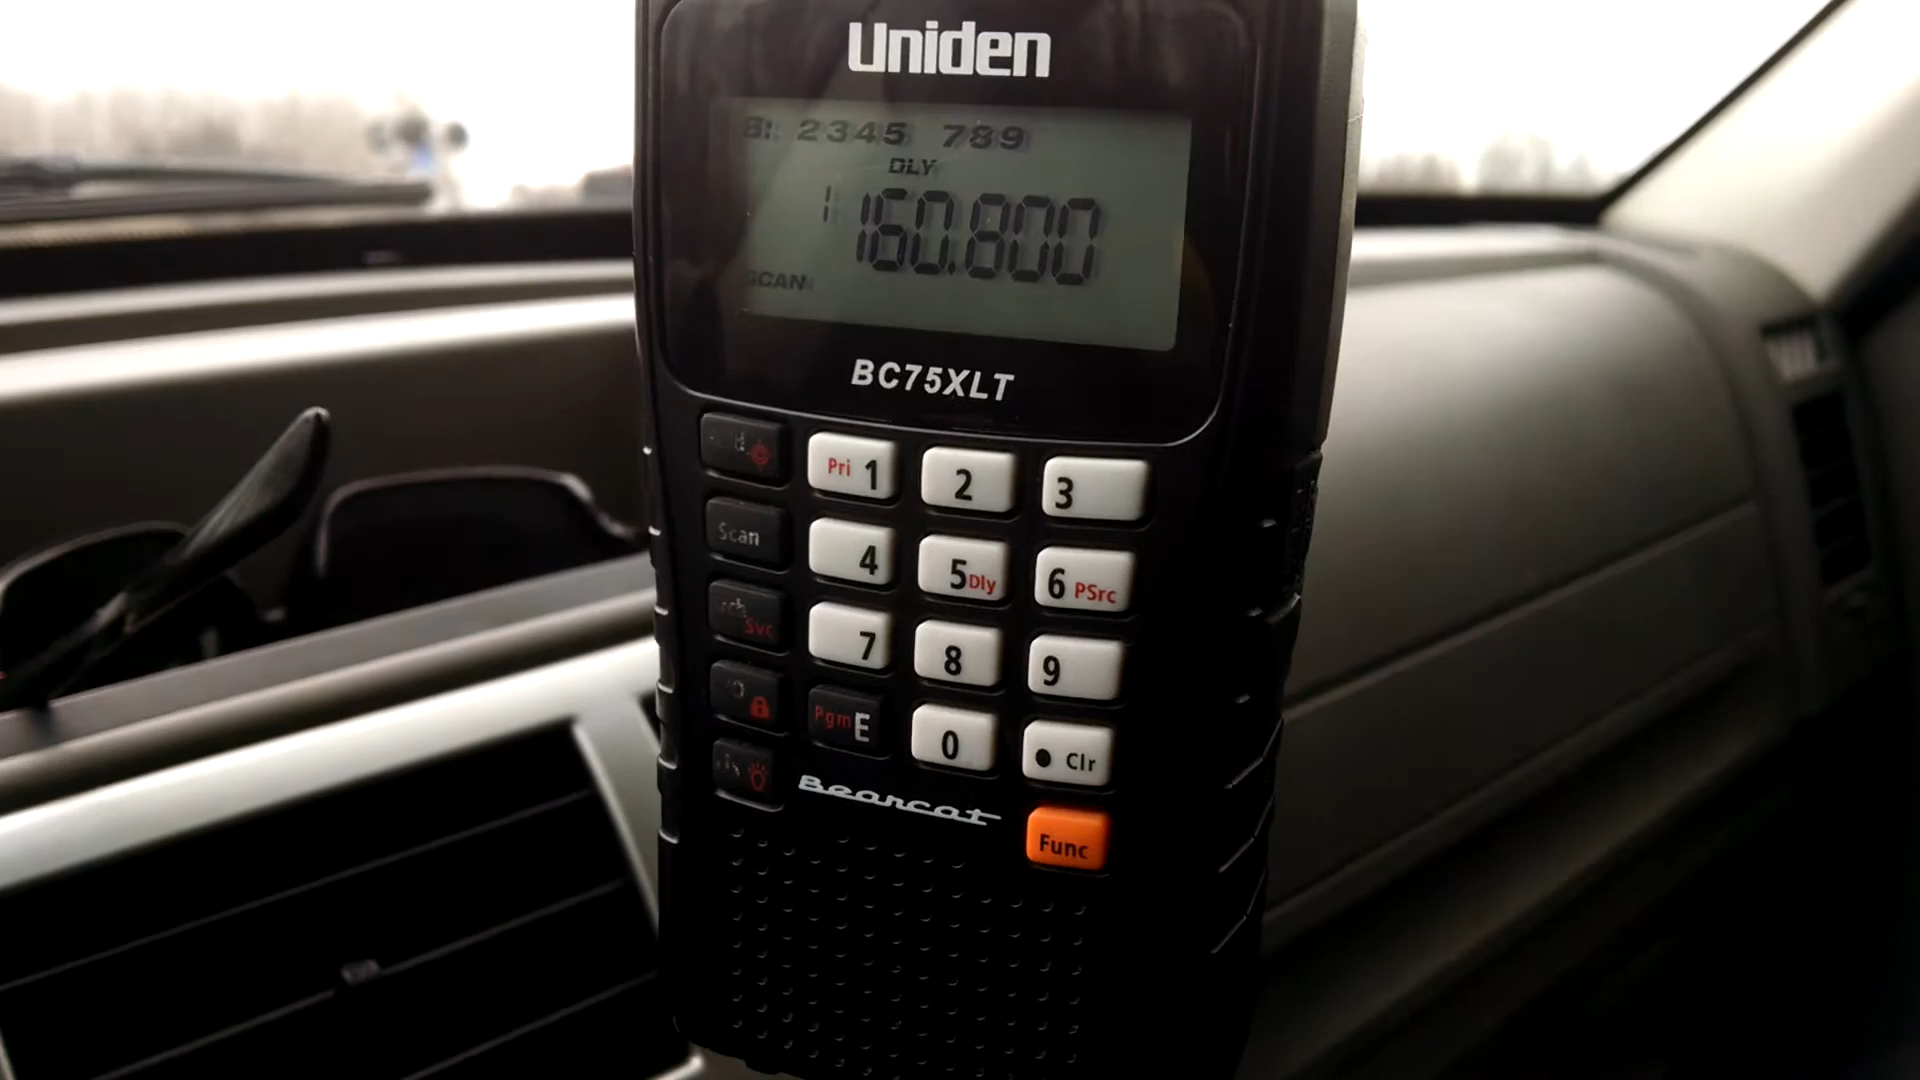 Uniden
2345 789
DLY
1 160.800
SCAN
BC75XLT
Pri 1 2 3
Scan 4 5 Dly 6 PSrc
Svc 7 8 9
Pgm E 0 • Clr
Bearcat
Func